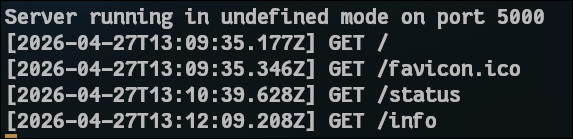 Server running in undefined mode on port 5000
[2026-04-27T13:09:35.177Z] GET /
[2026-04-27T13:09:35.346Z] GET /favicon.ico
[2026-04-27T13:10:39.628Z] GET /status
[2026-04-27T13:12:09.208Z] GET /info